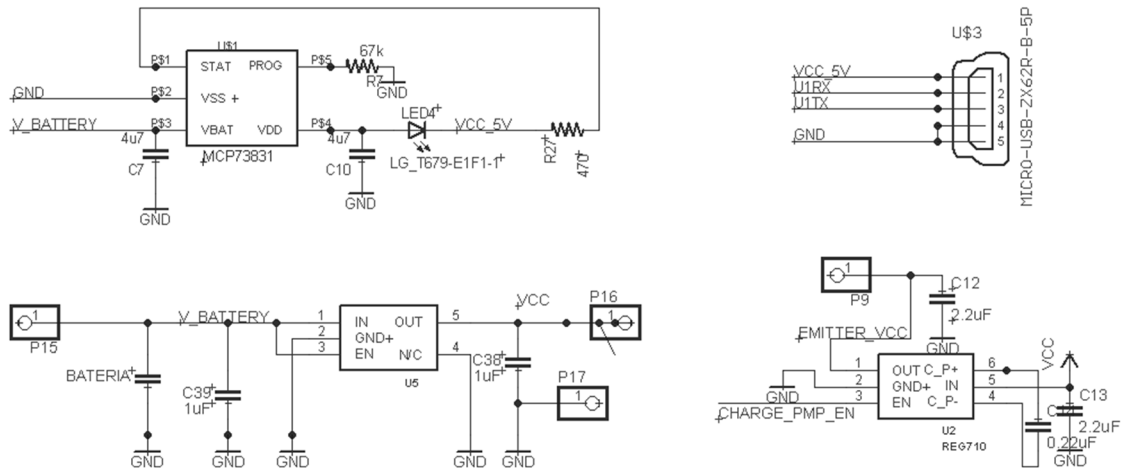 U$1
P$1
STAT
PROG
P$5
67k
R7
GND
GND
P$2
VSS +
V_BATTERY
P$3
VBAT
VDD
P$4
4u7
C7
GND
MCP73831
4u7
C10
GND
LED4
LG_T679-E1F1-1
VCC_5V
R27
470
U$3
VCC_5V
U1RX
U1TX
GND
1
2
3
4
5
MICRO-USB-ZX62R-B-5P
1
P15
V_BATTERY
BATERIA
GND
C39
1uF
GND
1
2
3
IN
GND+
EN
OUT
N/C
5
4
U5
GND
GND
VCC
C38
1uF
GND
P16
1
P17
1
1
P9
C12
2.2uF
GND
EMITTER_VCC
GND
CHARGE_PMP_EN
1
2
3
OUT C_P+
GND+ IN
EN C_P-
6
5
4
U2
REG710
VCC
C13
2.2uF
0.22uF
GND